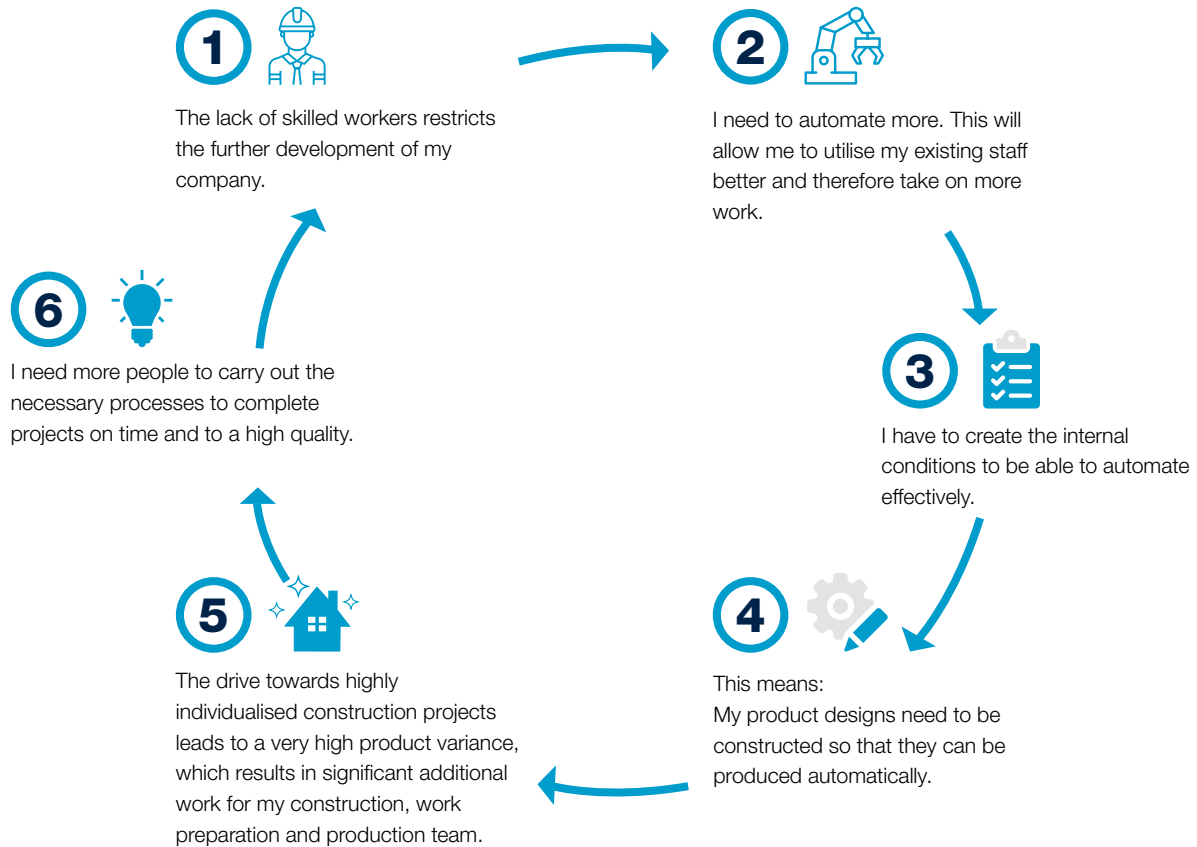 1
The lack of skilled workers restricts
the further development of my
company.
2
I need to automate more. This will
allow me to utilise my existing staff
better and therefore take on more
work.
3
I have to create the internal
conditions to be able to automate
effectively.
4
This means:
My product designs need to be
constructed so that they can be
produced automatically.
5
The drive towards highly
individualised construction projects
leads to a very high product variance,
which results in significant additional
work for my construction, work
preparation and production team.
6
I need more people to carry out the
necessary processes to complete
projects on time and to a high quality.